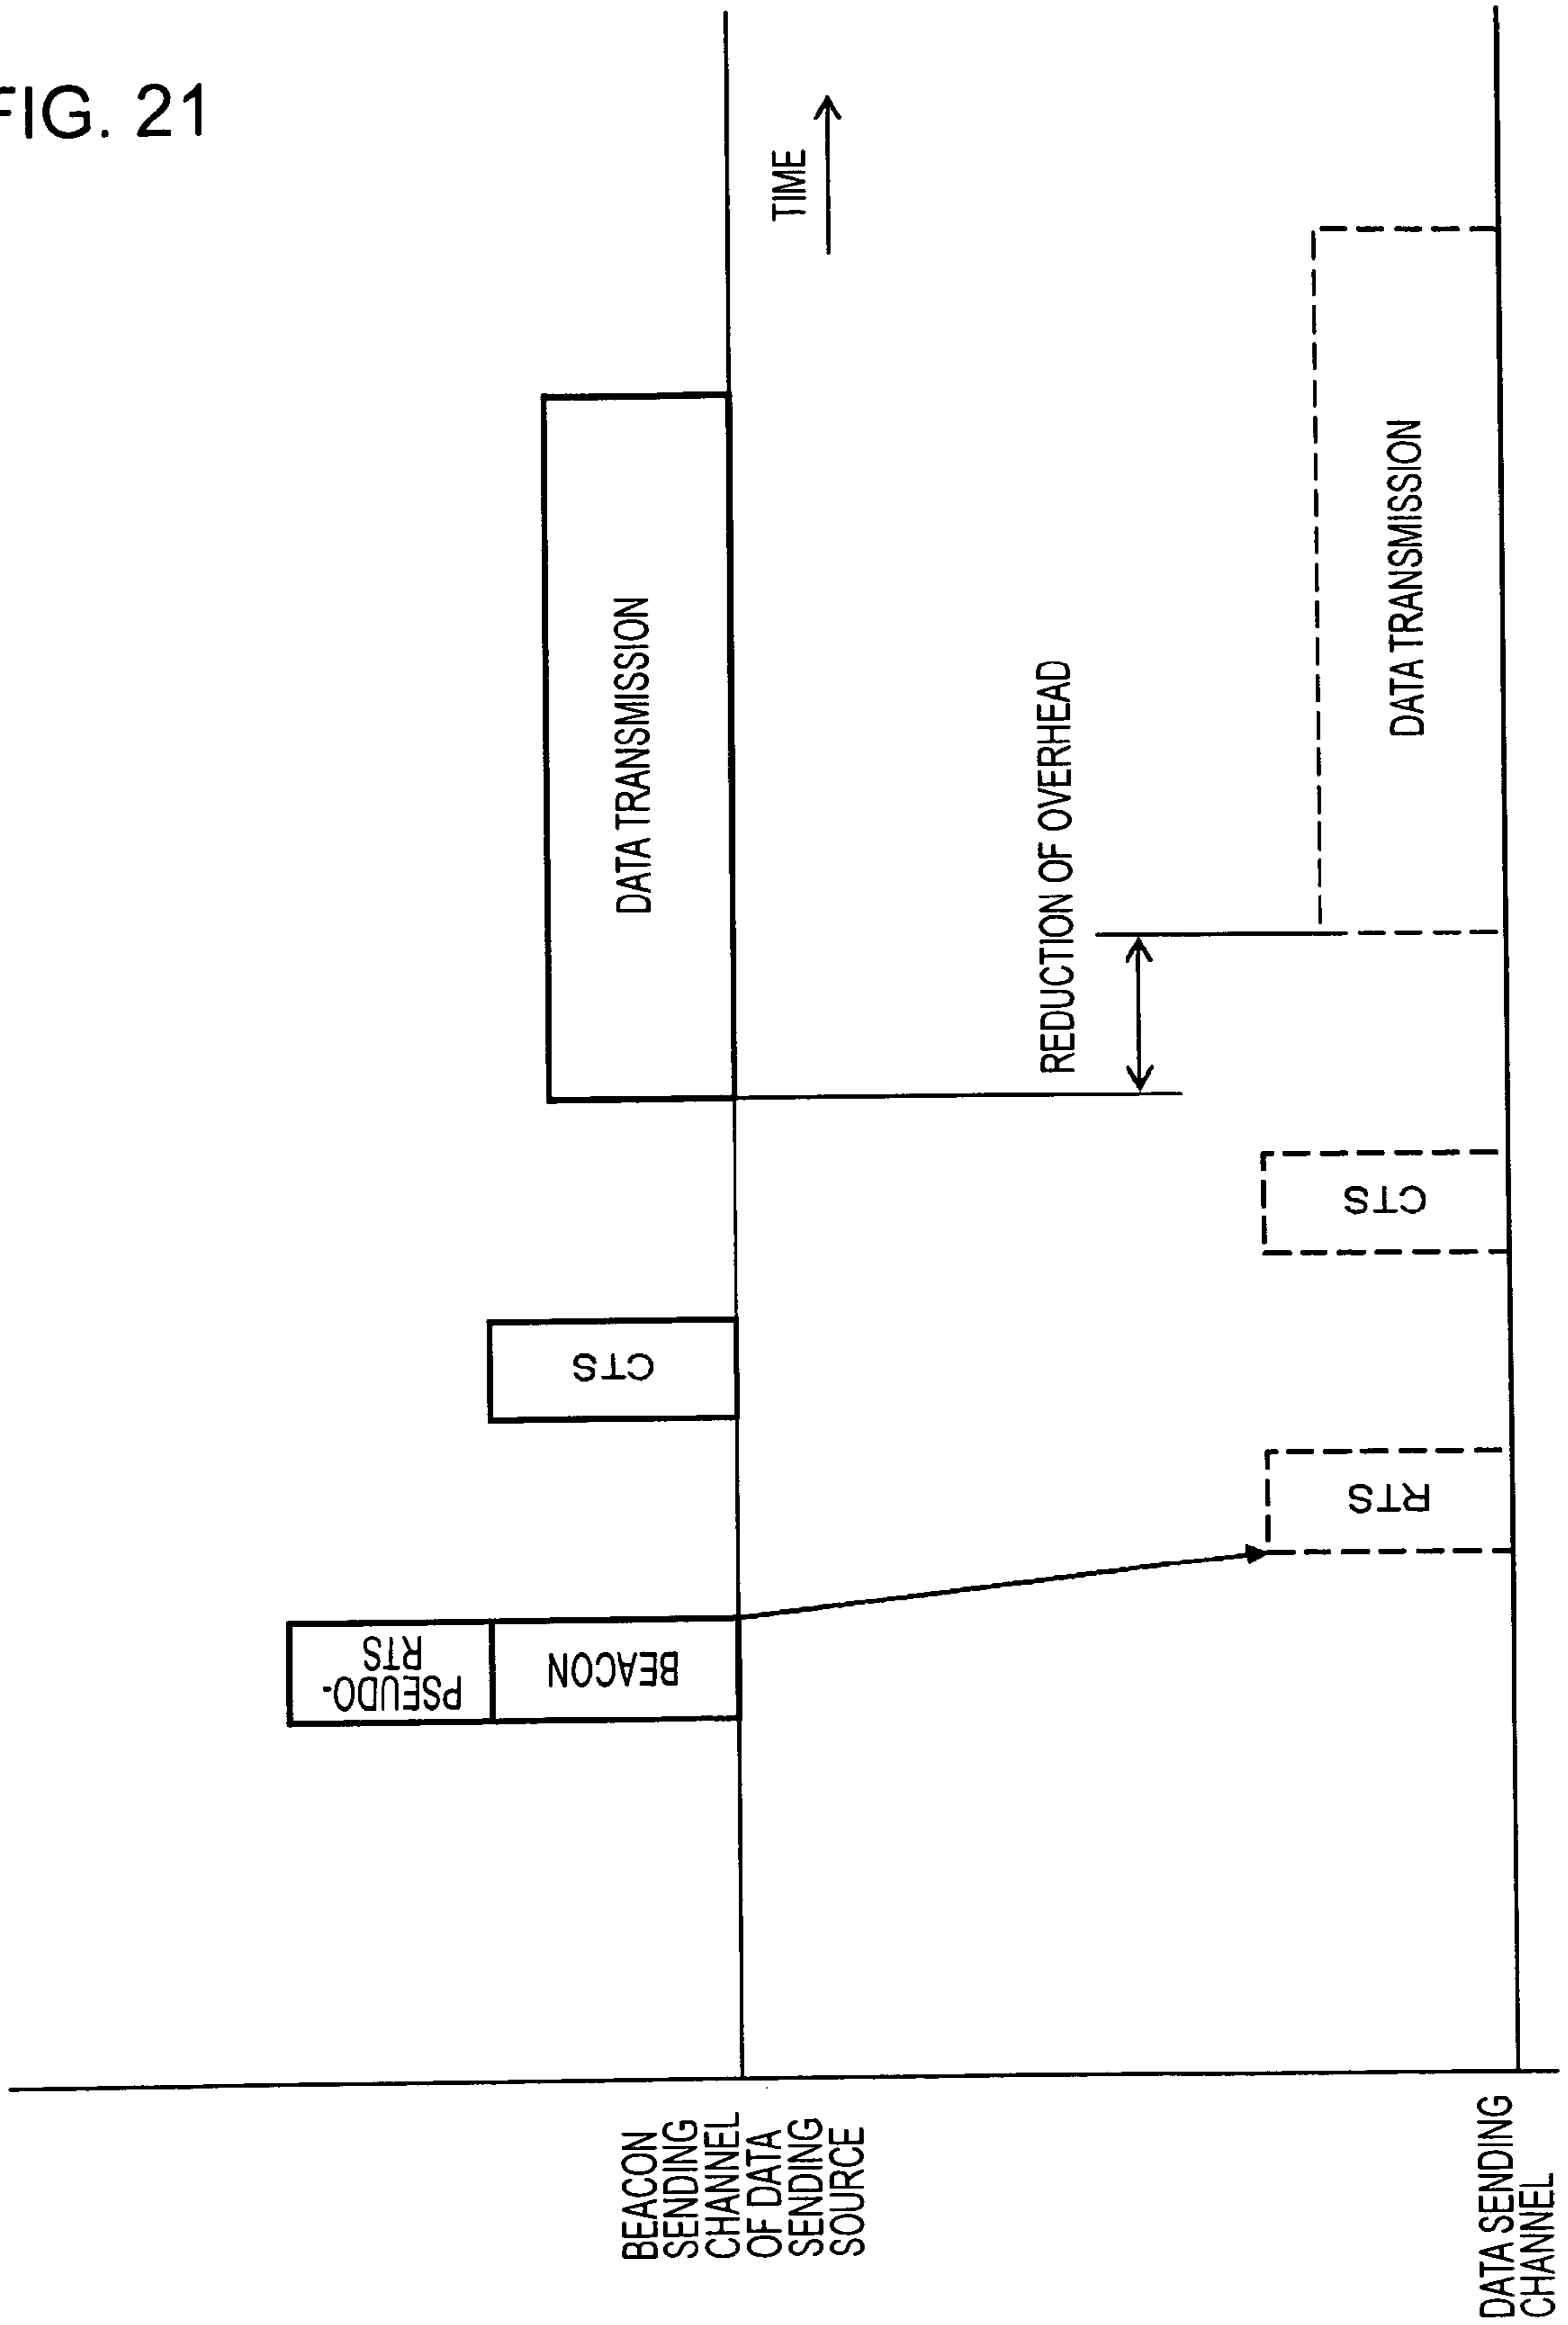 FIG. 21
BEACON
SENDING
CHANNEL
OF DATA
SENDING
SOURCE
PSEUDO-
RTS
BEACON
CTS
DATA TRANSMISSION
TIME
REDUCTION OF OVERHEAD
DATA SENDING
CHANNEL
RTS
CTS
DATA TRANSMISSION